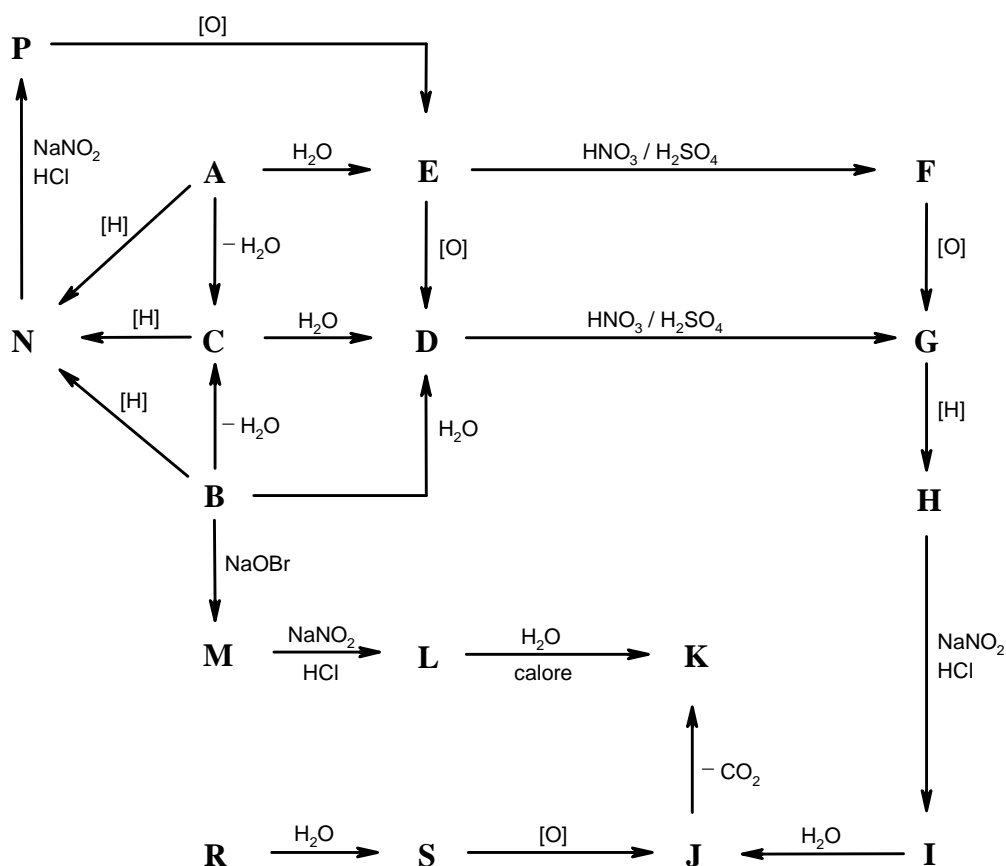 [O]
P
NaNO₂
HCl
H₂O
HNO₃ / H₂SO₄
A
E
F
[H]
– H₂O
[O]
[O]
[H]
H₂O
HNO₃ / H₂SO₄
N
C
D
G
[H]
– H₂O
H₂O
[H]
B
H
NaOBr
NaNO₂
HCl
H₂O
calore
NaNO₂
HCl
M
L
K
– CO₂
H₂O
[O]
H₂O
R
S
J
I